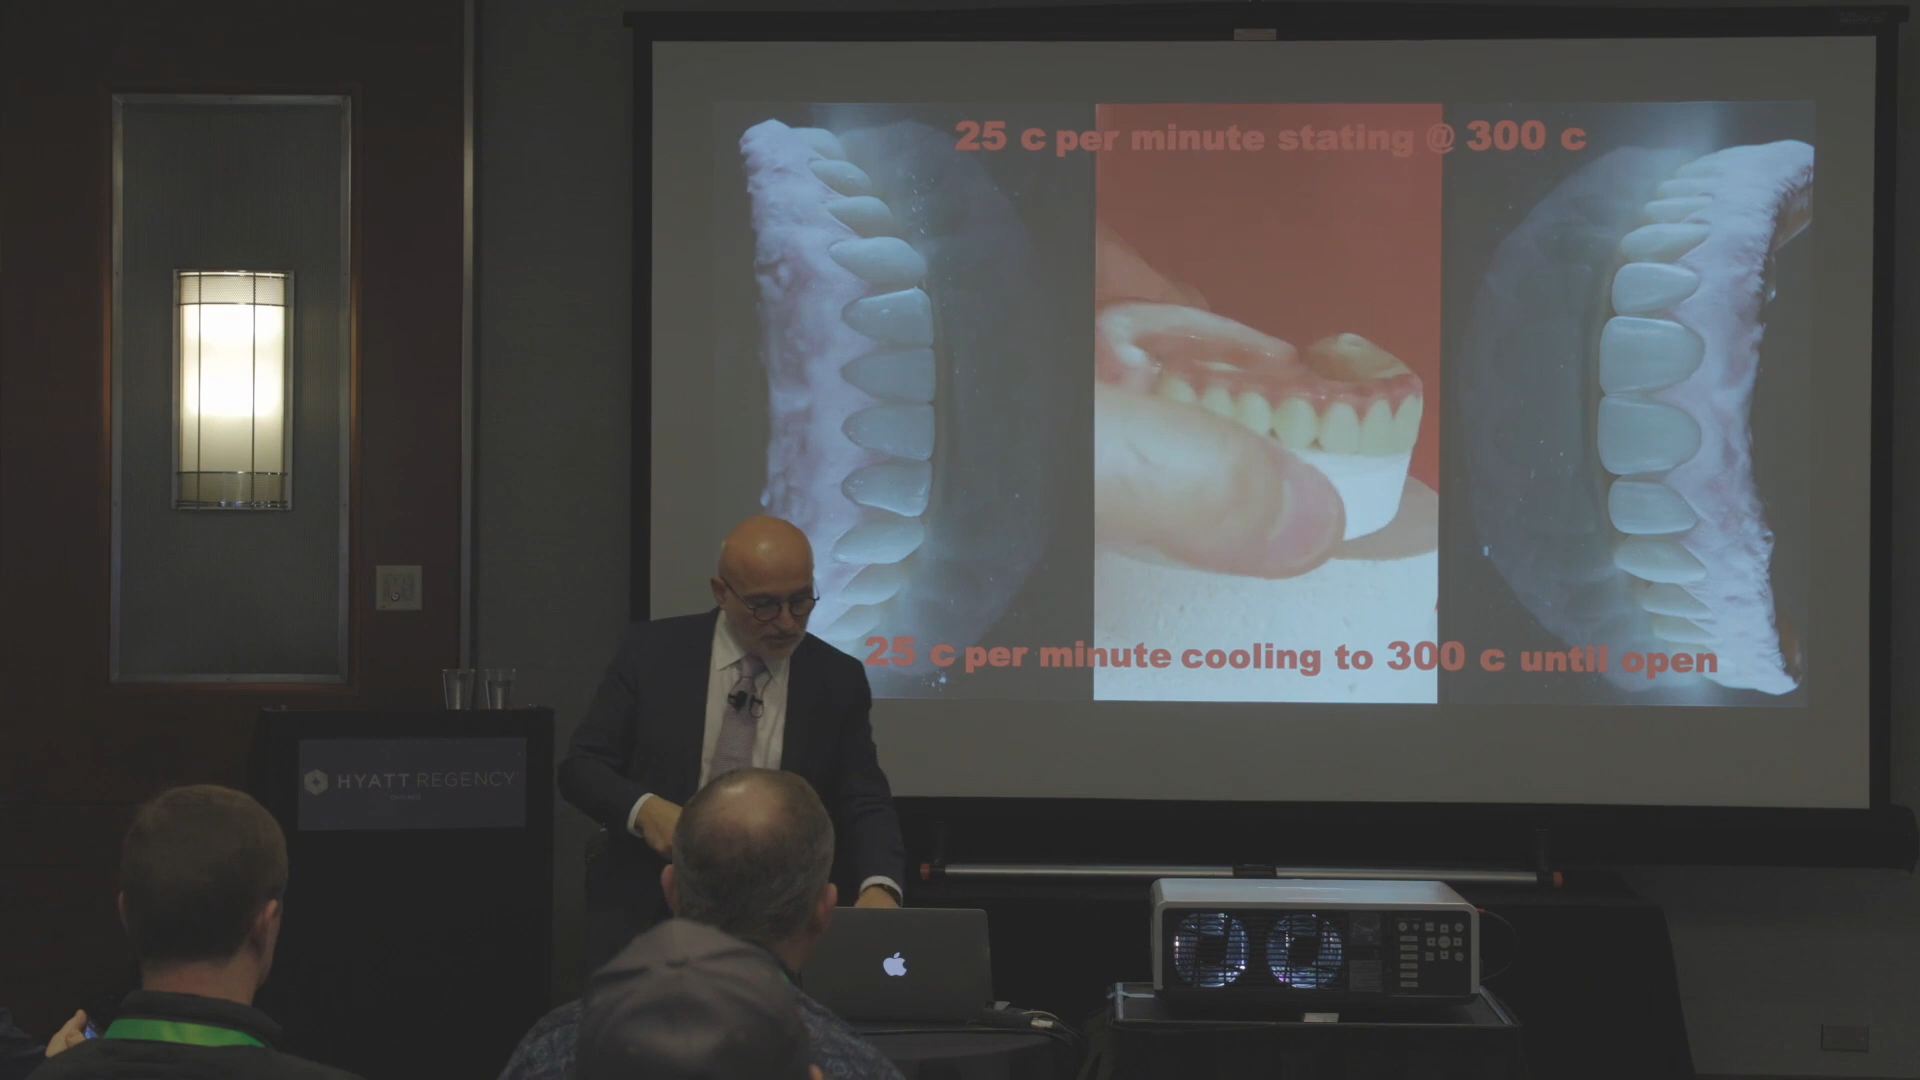 25 c per minute stating @ 300 c
25 c per minute cooling to 300 c until open
HYATT REGENCY